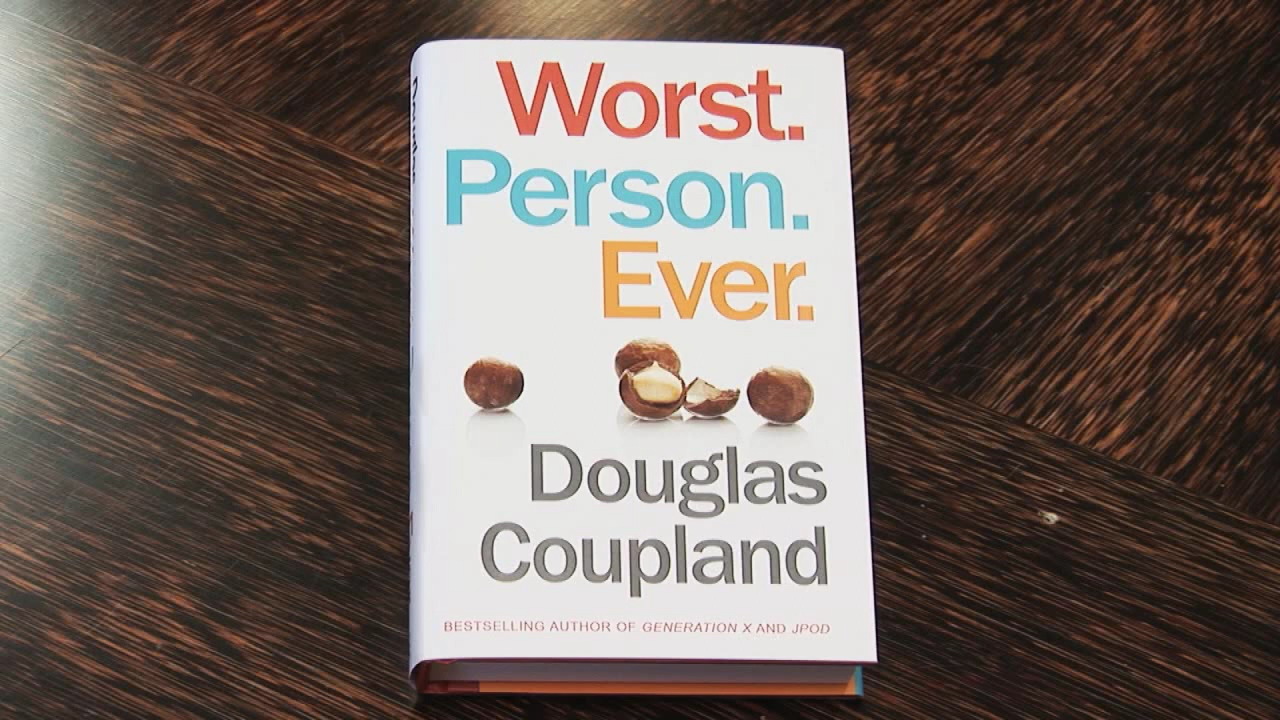 Worst.
Person.
Ever.
Douglas
Coupland
BESTSELLING AUTHOR OF GENERATION X AND JPOD